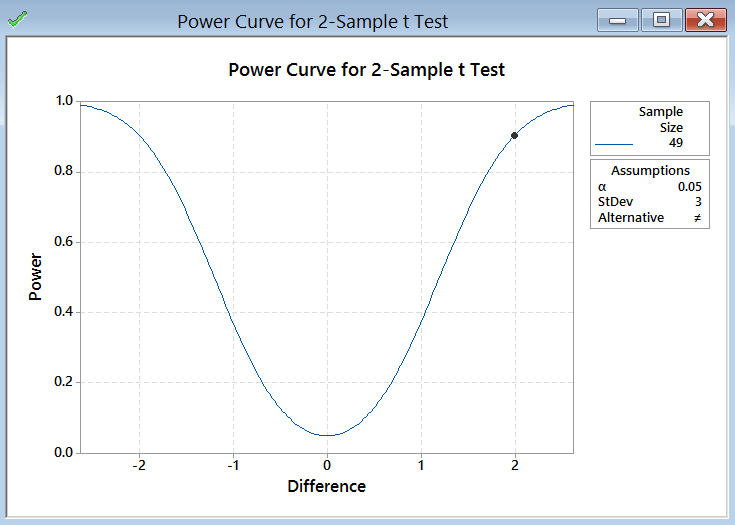 Power Curve for 2-Sample t Test
Power Curve for 2-Sample t Test
1.0
0.8
0.6
0.4
0.2
0.0
Power
-2 -1 0 1 2
Difference
Sample
Size
49
Assumptions
α 0.05
StDev 3
Alternative ≠